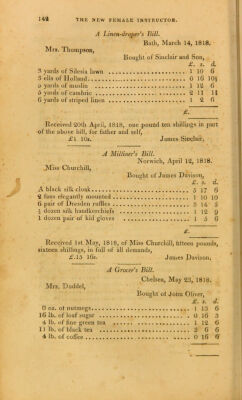 142 THE NEW FEMALE INSTRUCTOR.
A Linen-draper's Bill.
Bath, March 14, 1818.
Mrs. Thompson,
Bought of Sinclair and Son,
£. s. d.
3 yards of Silesia lawn 1 10 6
3 ells of Holland 0 16 10½
5 yards of muslin 1 12 6
5 yards of cambric 2 11 11
6 yards of striped linen 1 2 6
£.
Received 20th April, 1818, one pound ten shillings in part
of the above bill, for father and self,
£1 10s. James Sinclair.
A Milliner's Bill.
Norwich, April 12, 1818.
Miss Churchill,
Bought of James Davison,
£. s. d.
A black silk cloak 5 17 6
2 fans elegantly mounted 1 10 10
6 pair of Dresden ruffles 5 14 5
½ dozen silk handkerchiefs 1 12 9
1 dozen pair of kid gloves 1 5 6
£.
Received 1st May, 1818, of Miss Churchill, fifteen pounds,
sixteen shillings, in full of all demands,
£.15 16s. James Davison.
A Grocer's Bill.
Chelsea, May 23, 1818.
Mrs. Daddel,
Bought of John Oliver,
£. s. d.
8 oz. of nutmegs 1 15 6
16 lb. of loaf sugar 0 16 3
4 lb. of fine green tea 1 12 6
11 lb. of black tea 2 6 6
4 lb. of coffee 0 16 6